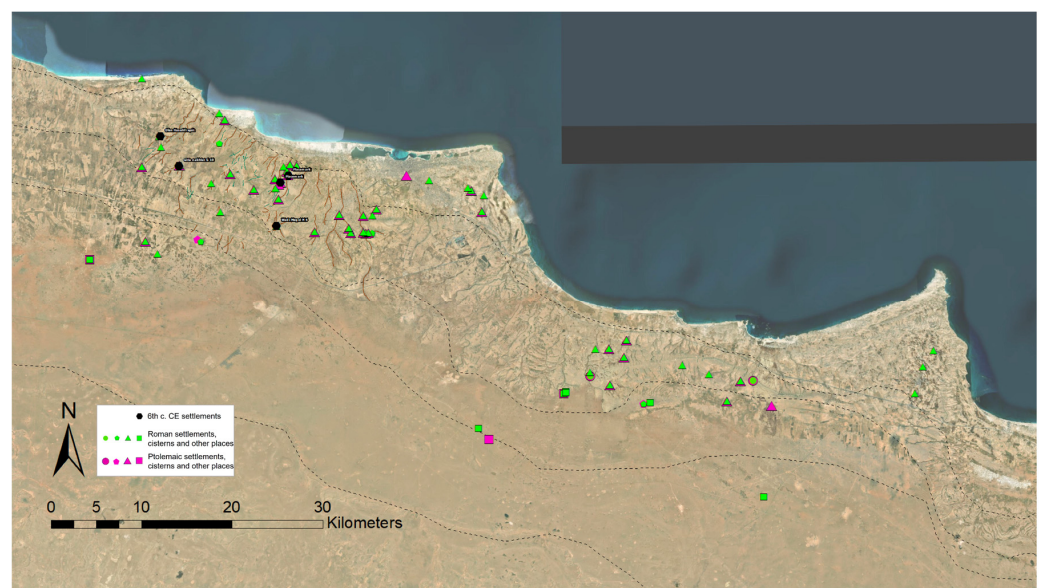 N
6th c. CE settlements
Roman settlements,
cisterns and other places
Ptolemaic settlements,
cisterns and other places
0 5 10 20 30
Kilometers